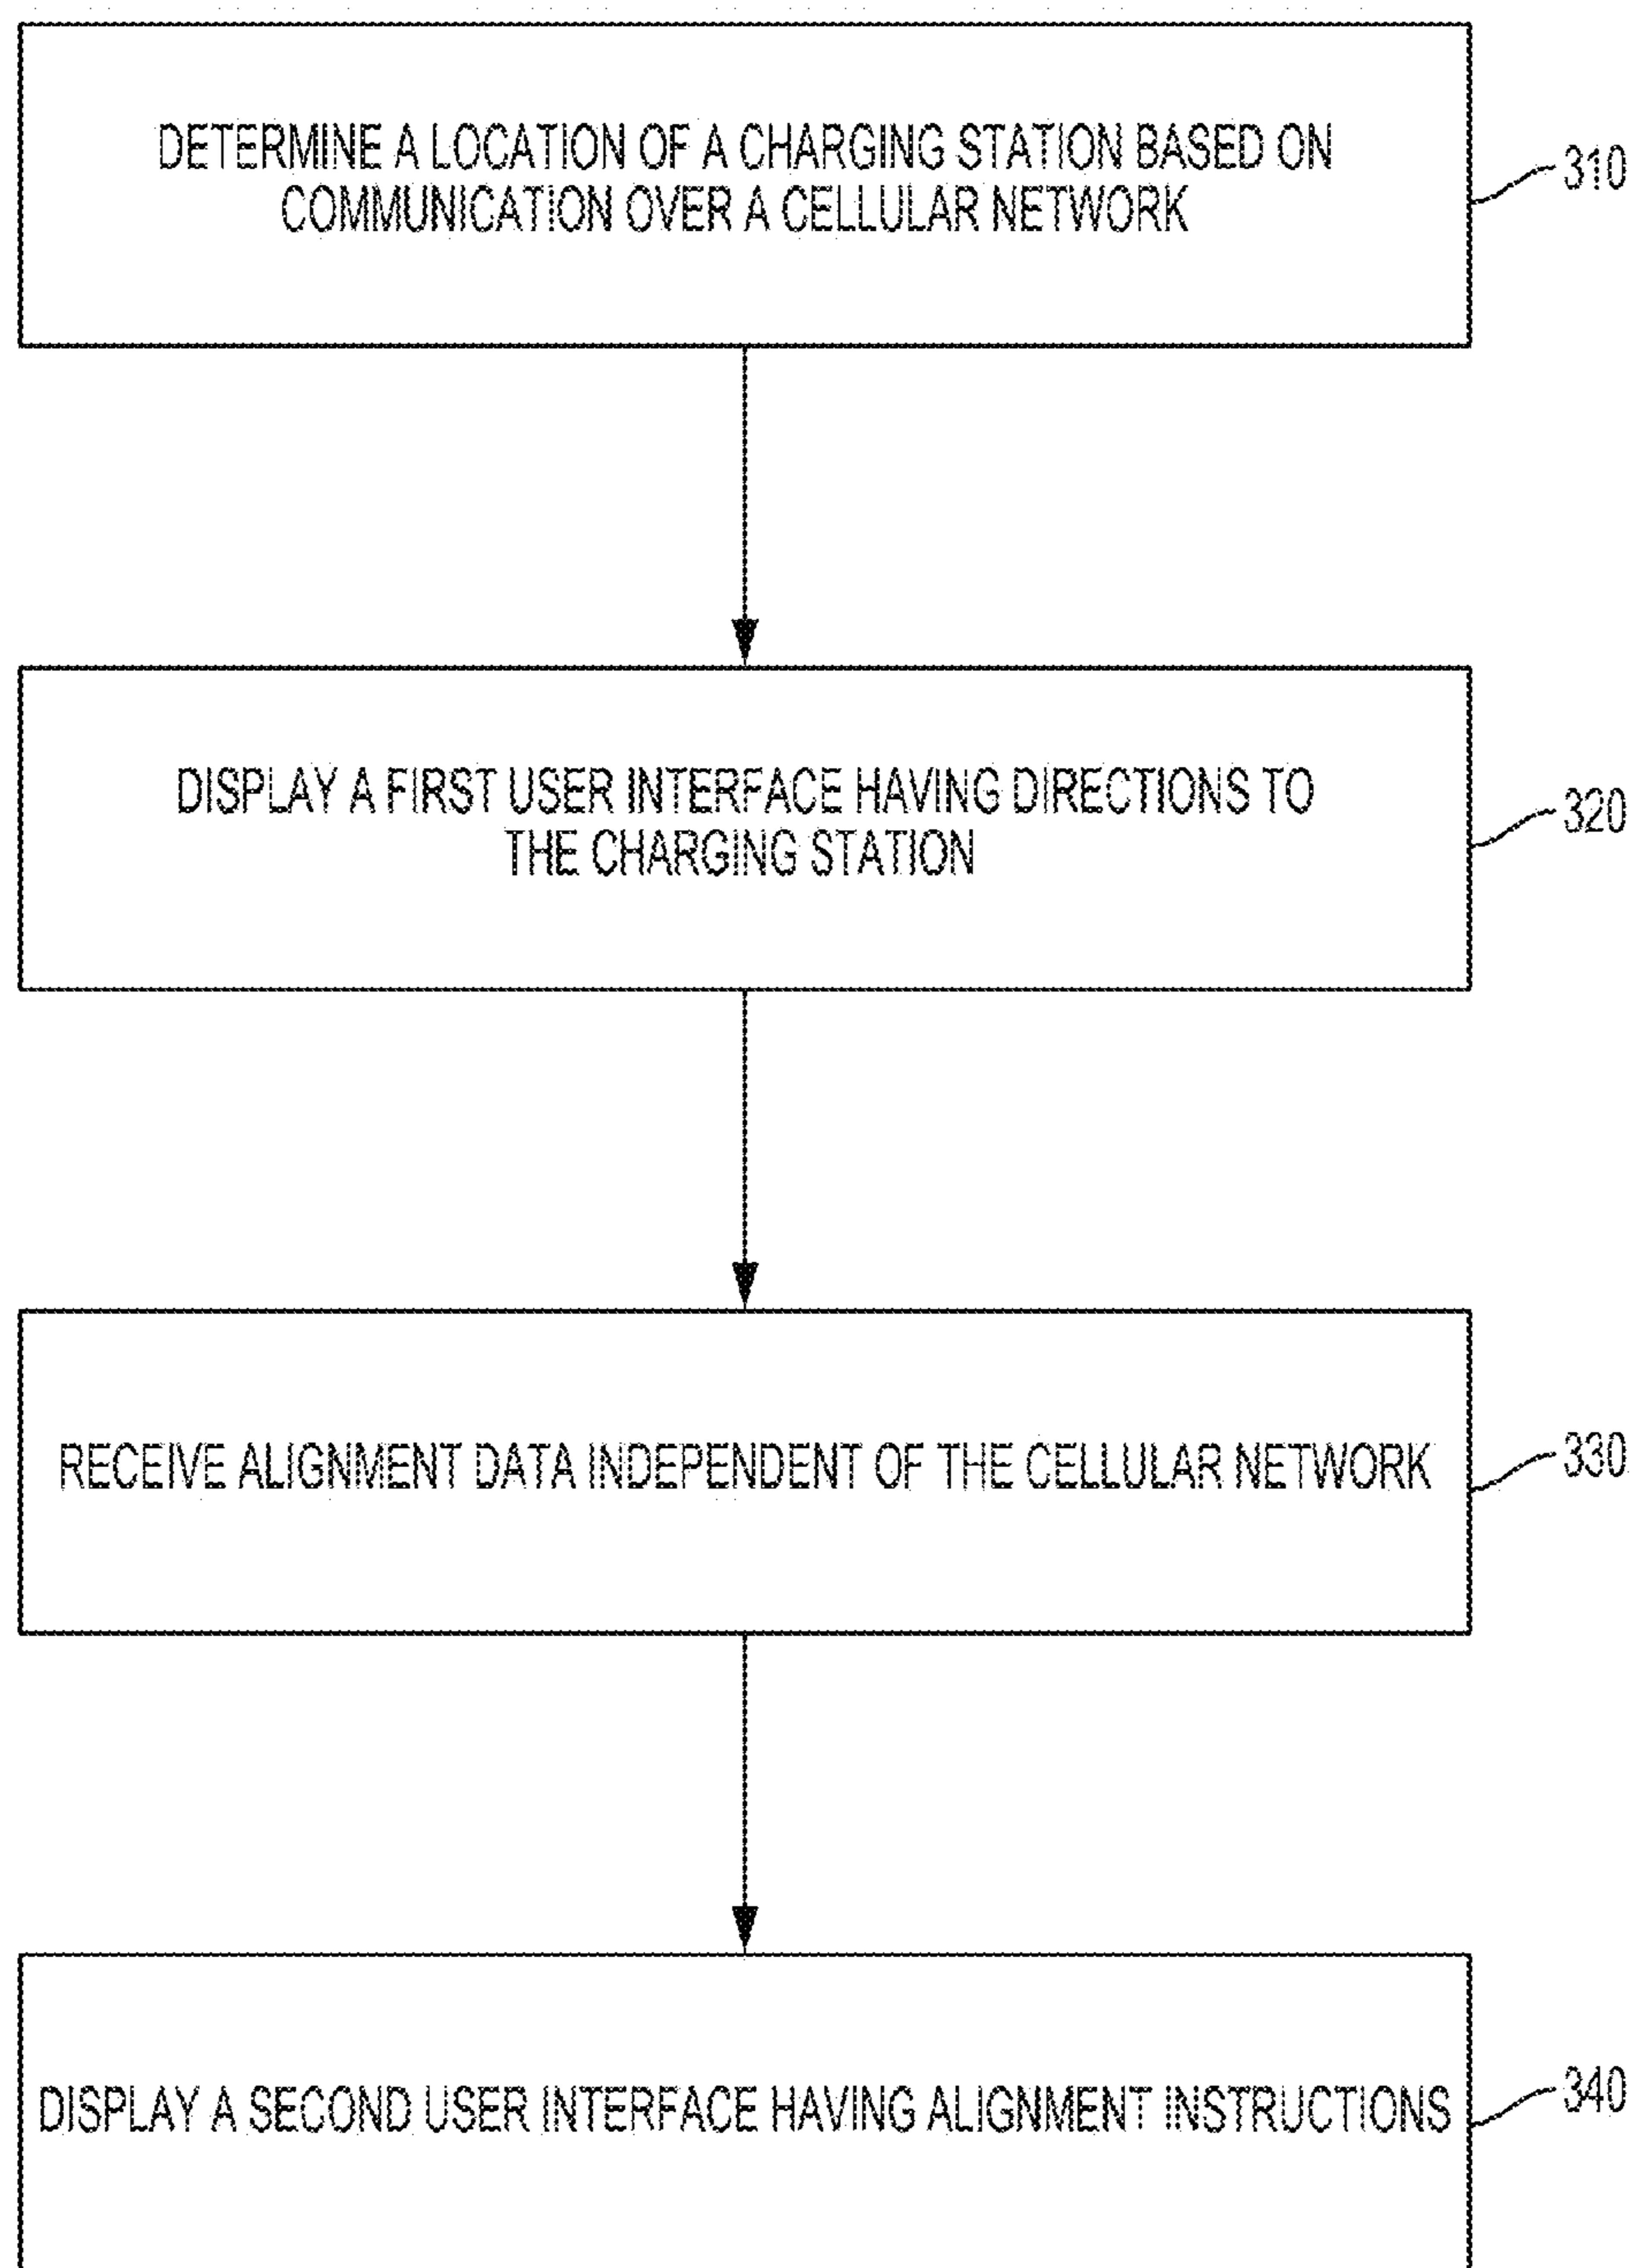 DETERMINE A LOCATION OF A CHARGING STATION BASED ON
COMMUNICATION OVER A CELLULAR NETWORK
310
DISPLAY A FIRST USER INTERFACE HAVING DIRECTIONS TO
THE CHARGING STATION
320
RECEIVE ALIGNMENT DATA INDEPENDENT OF THE CELLULAR NETWORK
330
DISPLAY A SECOND USER INTERFACE HAVING ALIGNMENT INSTRUCTIONS
340